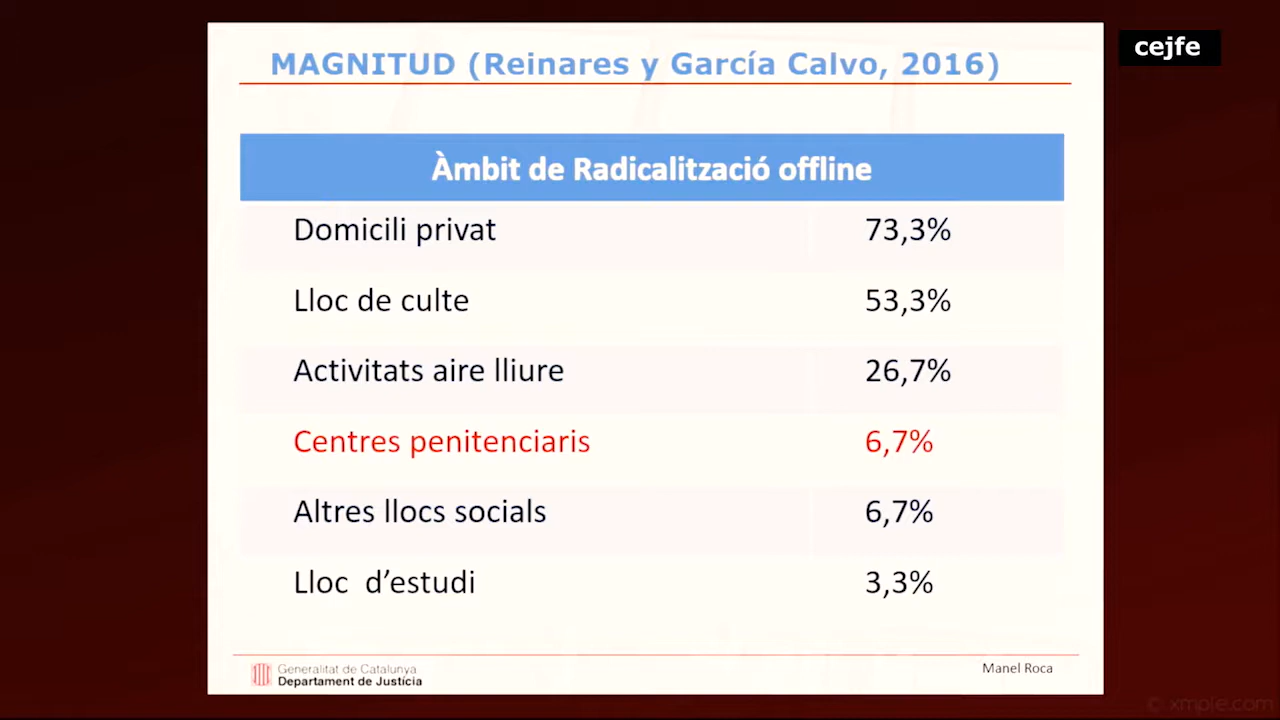 cejfe
MAGNITUD (Reinares y García Calvo, 2016)
Àmbit de Radicalització offline
Domicili privat 73,3%
Lloc de culte 53,3%
Activitats aire lliure 26,7%
Centres penitenciaris 6,7%
Altres llocs socials 6,7%
Lloc d’estudi 3,3%
Generalitat de Catalunya
Departament de Justícia
Manel Roca
© xmple.com